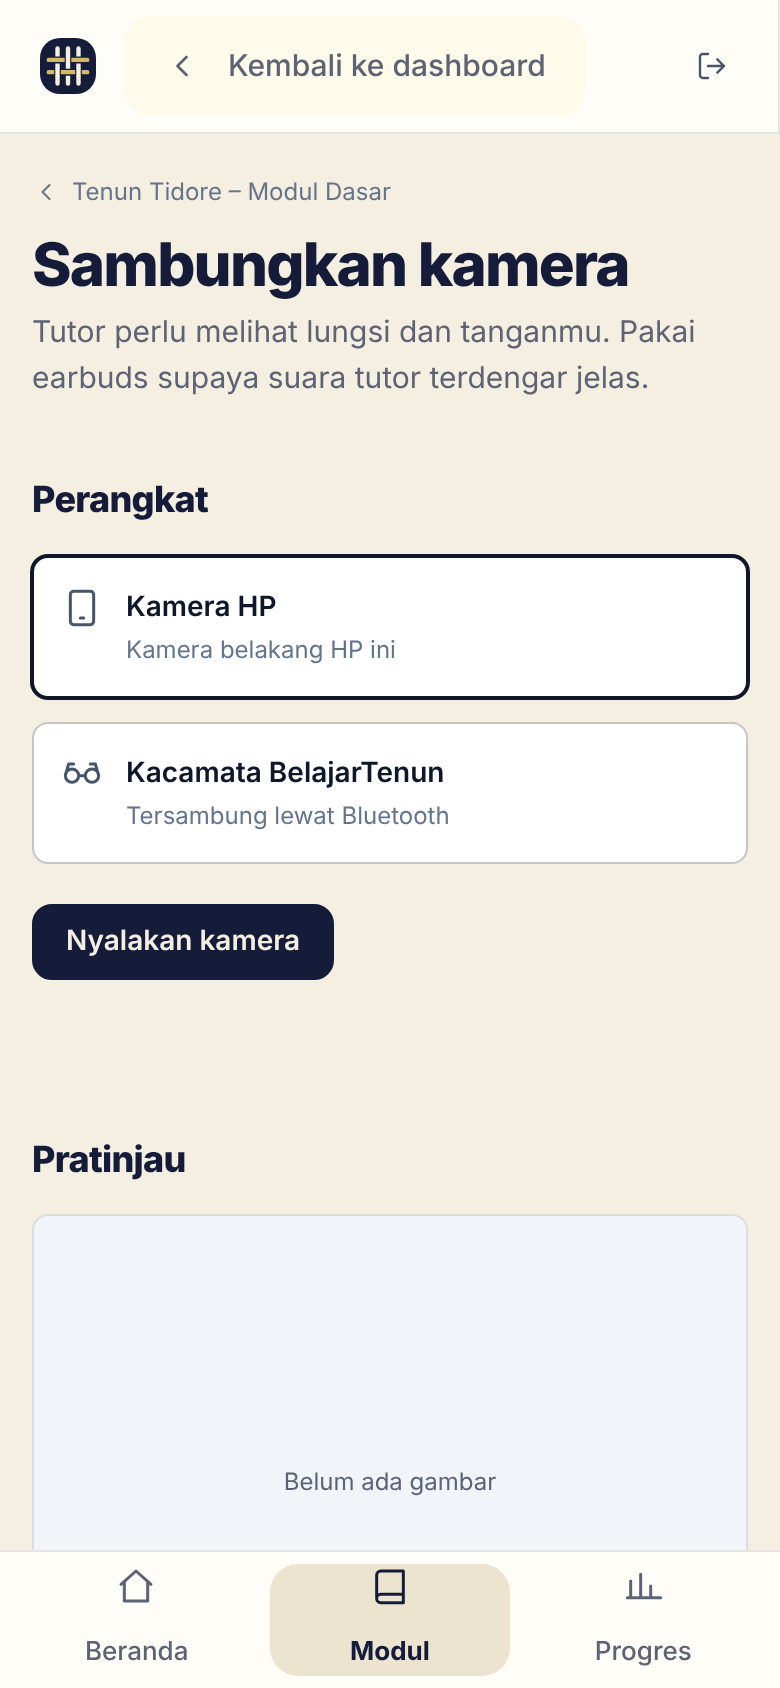 Kembali ke dashboard
Tenun Tidore – Modul Dasar
Sambungkan kamera
Tutor perlu melihat lungsi dan tanganmu. Pakai
earbuds supaya suara tutor terdengar jelas.
Perangkat
Kamera HP
Kamera belakang HP ini
Kacamata BelajarTenun
Tersambung lewat Bluetooth
Nyalakan kamera
Pratinjau
Belum ada gambar
Beranda
Modul
Progres